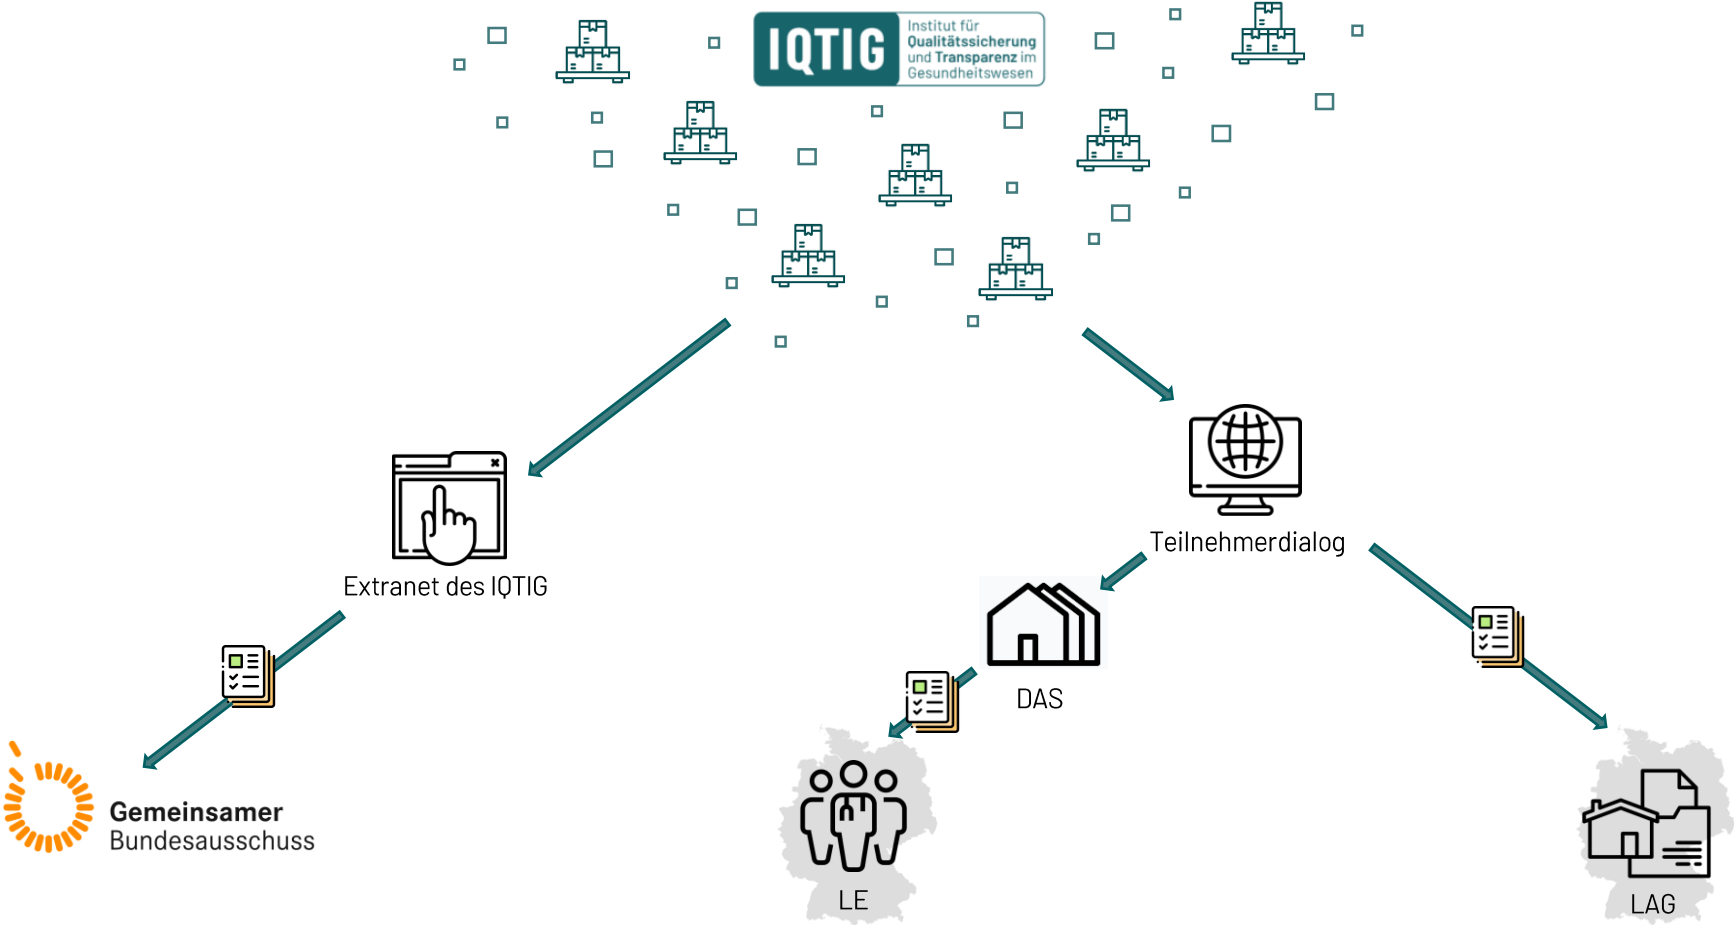 IQTIG
Institut für
Qualitätssicherung
und Transparenz im
Gesundheitswesen
Teilnehmerdialog
Extranet des IQTIG
DAS
Gemeinsamer
Bundesausschuss
LE
LAG